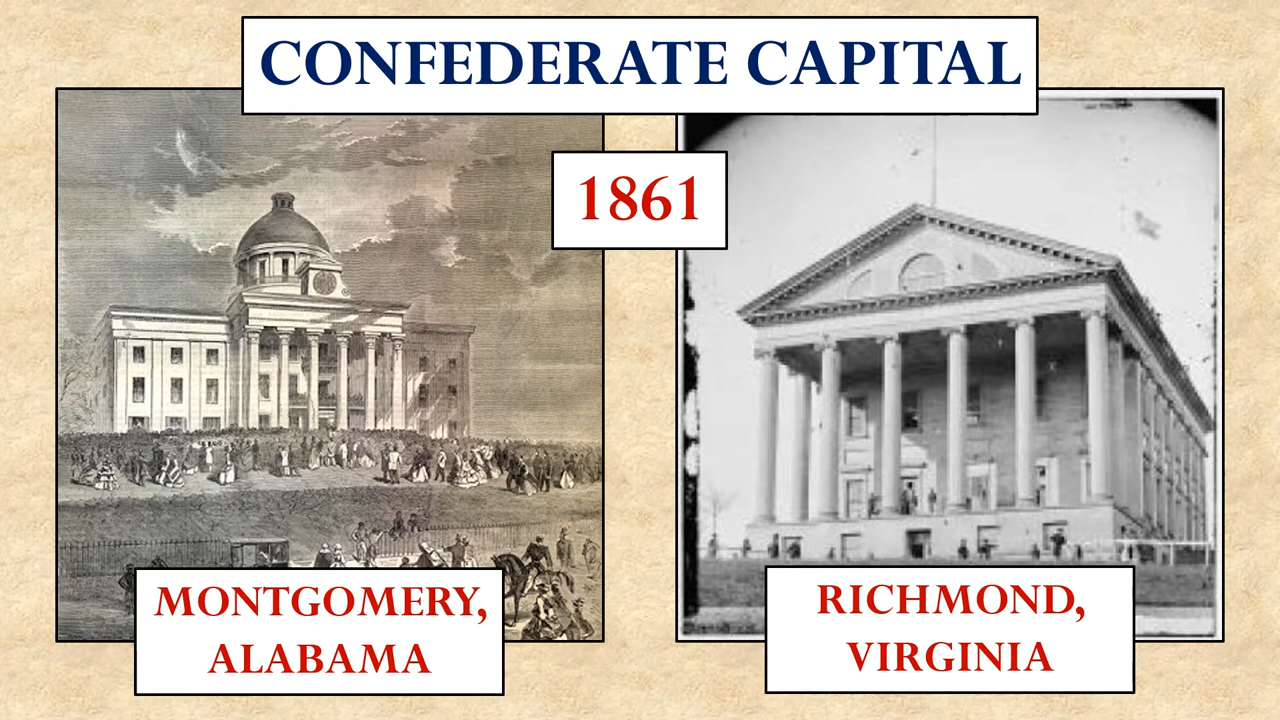 CONFEDERATE CAPITAL
1861
MONTGOMERY,
ALABAMA
RICHMOND,
VIRGINIA